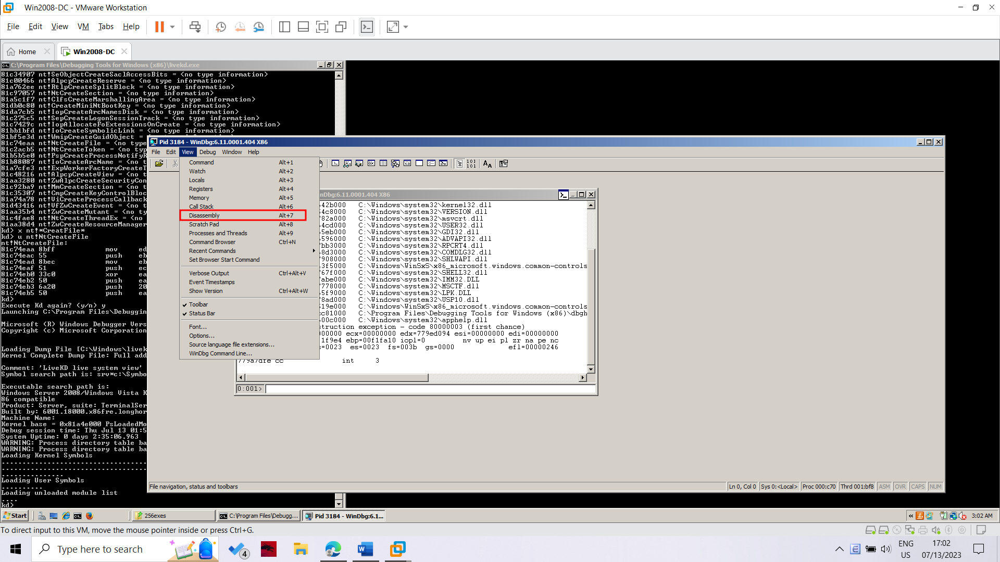 Win2008-DC - VMware Workstation
File Edit View VM Tabs Help
Home
Win2008-DC
C:\Program Files\Debugging Tools for Windows (x86)\livekd.exe
81c34907 nt!SeObjectCreateSaclAccessBits = <no type information>
81c00466 nt!AlpcpCreateReserve = <no type information>
81a762ee nt!RtlpCreateSplitBlock = <no type information>
81c97057 nt!NtCreateSection = <no type information>
81a5c1f7 nt!ClfsCreateMarshallingArea = <no type information>
81db0c80 nt!CreateMiniNtBootKey = <no type information>
81da7cb5 nt!IopCreateArcNamesDisk = <no type information>
81c275c5 nt!SepCreateLogonSessionTrack = <no type information>
81c7429c nt!IopAllocateFoExtensionsOnCreate = <no type information>
81bb1bfd nt!IoCreateSymbolicLink = <no type information>
81bf5e3d nt!WmipCreateGuidObject = <no type information>
81c74eaa nt!NtCreateFile = <no type
81c2acb5 nt!NtCreateToken = <no typ
81b5b5e0 nt!PspCreateProcessNotifyR
81b88087 nt!IoCreateArcName = <no t
81a7cfe3 nt!ExpWorkerFactoryCreateT
81c48216 nt!AlpcpCreateView = <no t
81aa3280 nt!ZwAlpcCreateSecurityCon
81c92ba9 nt!MmCreateSection = <no t
81c35307 nt!CmpCreateKeyControlBloc
81a74a78 nt!ViCreateProcessCallback
81d43416 nt!VfZwCreateEvent = <no t
81aa35b4 nt!ZwCreateMutant = <no ty
81c4fae8 nt!NtCreateThreadEx = <no
81aa38d4 nt!ZwCreateResourceManager
kd> x nt!*CreatFile*
kd> u nt!NtCreateFile
nt!NtCreateFile:
81c74eaa 8bff mov ed
81c74eac 55 push eb
81c74ead 8bec mov eb
81c74eaf 51 push ec
81c74eb0 33c0 xor ea
81c74eb2 50 push ea
81c74eb3 6a20 push 20
81c74eb5 50 push ea
kd>
Execute Kd again? (y/n) y
Launching C:\Program Files\Debuggin
Microsoft (R) Windows Debugger Vers
Copyright (c) Microsoft Corporation
Loading Dump File [C:\Windows\livek
Kernel Complete Dump File: Full add
Comment: 'LiveKD live system view'
Symbol search path is: srv*c:\Symbo
Executable search path is:
Windows Server 2008/Windows Vista K
86 compatible
Product: Server, suite: TerminalSer
Built by: 6001.18000.x86fre.longhor
Machine Name:
Kernel base = 0x81a4e000 PsLoadedMo
Debug session time: Thu Jul 13 01:5
System Uptime: 0 days 2:35:06.963
WARNING: Process directory table ba
WARNING: Process directory table ba
Loading Kernel Symbols
Loading User Symbols
..........
Loading unloaded module list
....
kd>
Pid 3184 - WinDbg:6.11.0001.404 X86
File Edit View Debug Window Help
Command Alt+1
Watch Alt+2
Locals Alt+3
Registers Alt+4
Memory Alt+5
Call Stack Alt+6
Disassembly Alt+7
Scratch Pad Alt+8
Processes and Threads Alt+9
Command Browser Ctrl+N
Recent Commands
Set Browser Start Command
Verbose Output Ctrl+Alt+V
Event Timestamps
Show Version Ctrl+Alt+W
Toolbar
Status Bar
Font...
Options...
Source language file extensions...
WinDbg Command Line...
nDbg:6.11.0001.404 X86
42b000 C:\Windows\system32\kernel32.dll
4c8000 C:\Windows\system32\VERSION.dll
82a000 C:\Windows\system32\msvcrt.dll
4cd000 C:\Windows\system32\USER32.dll
5eb000 C:\Windows\system32\GDI32.dll
596000 C:\Windows\system32\ADVAPI32.dll
bb3000 C:\Windows\system32\RPCRT4.dll
8d3000 C:\Windows\system32\COMDLG32.dll
908000 C:\Windows\system32\SHLWAPI.dll
3f5000 C:\Windows\WinSxS\x86_microsoft.windows.common-controls
67f000 C:\Windows\system32\SHELL32.dll
abe000 C:\Windows\system32\IMM32.DLL
778000 C:\Windows\system32\MSCTF.dll
5f9000 C:\Windows\system32\LPK.DLL
8ad000 C:\Windows\system32\USP10.dll
19e000 C:\Windows\WinSxS\x86_microsoft.windows.common-controls
c81000 C:\Program Files\Debugging Tools for Windows (x86)\dbgh
00c000 C:\Windows\system32\apphelp.dll
struction exception - code 80000003 (first chance)
00000 ecx=00000000 edx=779ed094 esi=00000000 edi=00000000
1f9e4 ebp=00f1fa10 iopl=0 nv up ei pl zr na pe nc
=0023 es=0023 fs=003b gs=0000 efl=00000246
779a7dfe cc int 3
0:001>
File navigation, status and toolbars
Ln 0, Col 0 Sys 0:<Local> Proc 000:c70 Thrd 001:bf8 ASM OVR CAPS NUM
Start 256exes C:\Program Files\Debugg... Pid 3184 - WinDbg:6.1... « 3:02 AM
To direct input to this VM, move the mouse pointer inside or press Ctrl+G.
Type here to search
4
ENG
US
17:02
07/13/2023